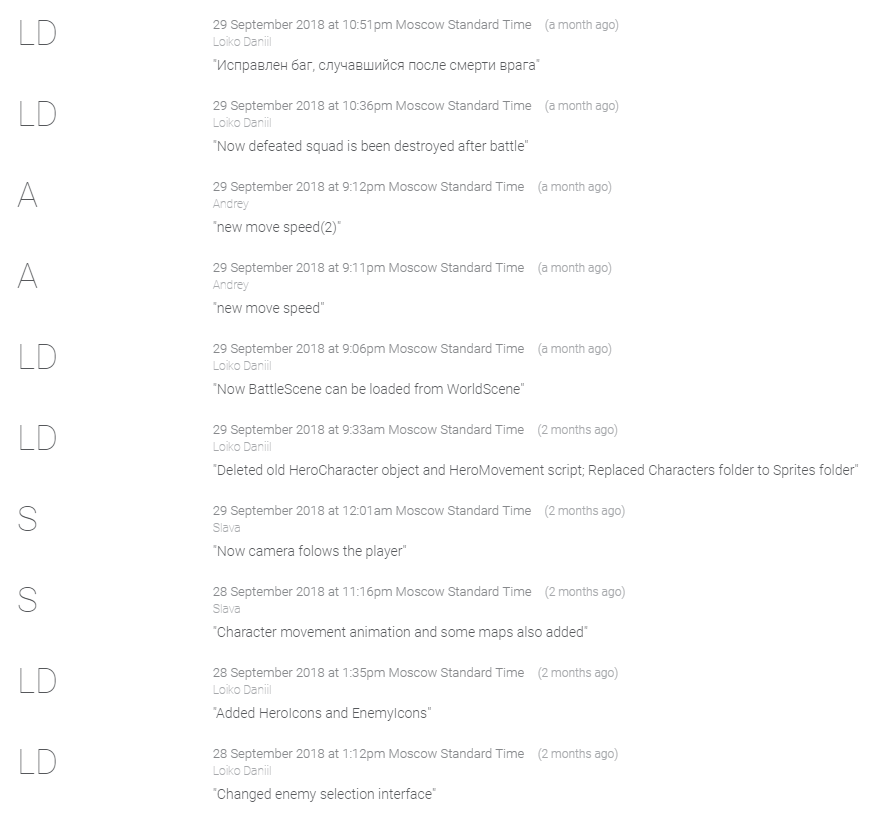 LD
29 September 2018 at 10:51pm Moscow Standard Time (a month ago)
Loiko Daniil
"Исправлен баг, случавшийся после смерти врага"
LD
29 September 2018 at 10:36pm Moscow Standard Time (a month ago)
Loiko Daniil
"Now defeated squad is been destroyed after battle"
A
29 September 2018 at 9:12pm Moscow Standard Time (a month ago)
Andrey
"new move speed(2)"
A
29 September 2018 at 9:11pm Moscow Standard Time (a month ago)
Andrey
"new move speed"
LD
29 September 2018 at 9:06pm Moscow Standard Time (a month ago)
Loiko Daniil
"Now BattleScene can be loaded from WorldScene"
LD
29 September 2018 at 9:33am Moscow Standard Time (2 months ago)
Loiko Daniil
"Deleted old HeroCharacter object and HeroMovement script; Replaced Characters folder to Sprites folder"
S
29 September 2018 at 12:01am Moscow Standard Time (2 months ago)
Slava
"Now camera folows the player"
S
28 September 2018 at 11:16pm Moscow Standard Time (2 months ago)
Slava
"Character movement animation and some maps also added"
LD
28 September 2018 at 1:35pm Moscow Standard Time (2 months ago)
Loiko Daniil
"Added HeroIcons and EnemyIcons"
LD
28 September 2018 at 1:12pm Moscow Standard Time (2 months ago)
Loiko Daniil
"Changed enemy selection interface"